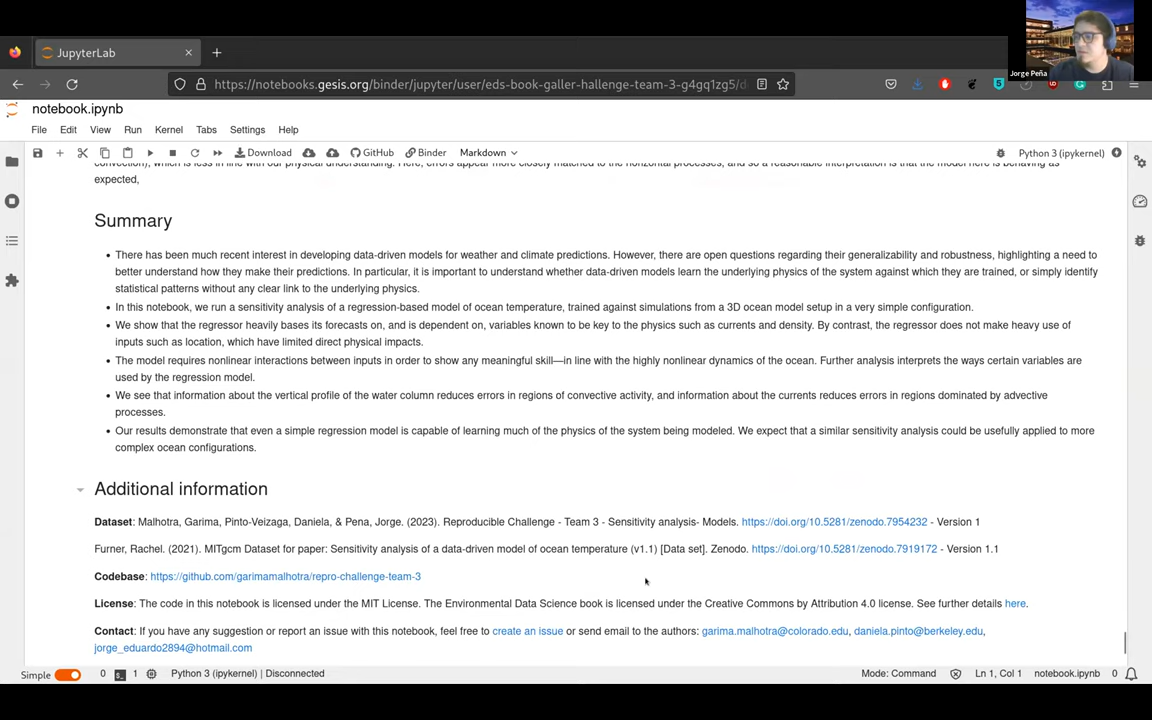 JupyterLab
Jorge Peña
https://notebooks.gesis.org/binder/jupyter/user/eds-book-galler-hallenge-team-3-g4gq1zg5/d
notebook.ipynb
File Edit View Run Kernel Tabs Settings Help
Download GitHub Binder Markdown Python 3 (ipykernel)
convection), which is less in line with our physical understanding. Here, errors appear more closely matched to the horizontal processes, and so a reasonable interpretation is that the model here is behaving as
expected,
Summary
• There has been much recent interest in developing data-driven models for weather and climate predictions. However, there are open questions regarding their generalizability and robustness, highlighting a need to
better understand how they make their predictions. In particular, it is important to understand whether data-driven models learn the underlying physics of the system against which they are trained, or simply identify
statistical patterns without any clear link to the underlying physics.
• In this notebook, we run a sensitivity analysis of a regression-based model of ocean temperature, trained against simulations from a 3D ocean model setup in a very simple configuration.
• We show that the regressor heavily bases its forecasts on, and is dependent on, variables known to be key to the physics such as currents and density. By contrast, the regressor does not make heavy use of
inputs such as location, which have limited direct physical impacts.
• The model requires nonlinear interactions between inputs in order to show any meaningful skill—in line with the highly nonlinear dynamics of the ocean. Further analysis interprets the ways certain variables are
used by the regression model.
• We see that information about the vertical profile of the water column reduces errors in regions of convective activity, and information about the currents reduces errors in regions dominated by advective
processes.
• Our results demonstrate that even a simple regression model is capable of learning much of the physics of the system being modeled. We expect that a similar sensitivity analysis could be usefully applied to more
complex ocean configurations.
Additional information
Dataset: Malhotra, Garima, Pinto-Veizaga, Daniela, & Pena, Jorge. (2023). Reproducible Challenge - Team 3 - Sensitivity analysis- Models. https://doi.org/10.5281/zenodo.7954232 - Version 1
Furner, Rachel. (2021). MITgcm Dataset for paper: Sensitivity analysis of a data-driven model of ocean temperature (v1.1) [Data set]. Zenodo. https://doi.org/10.5281/zenodo.7919172 - Version 1.1
Codebase: https://github.com/garimamalhotra/repro-challenge-team-3
License: The code in this notebook is licensed under the MIT License. The Environmental Data Science book is licensed under the Creative Commons by Attribution 4.0 license. See further details here.
Contact: If you have any suggestion or report an issue with this notebook, feel free to create an issue or send email to the authors: garima.malhotra@colorado.edu, daniela.pinto@berkeley.edu,
jorge_eduardo2894@hotmail.com
Simple 0 1 Python 3 (ipykernel) | Disconnected Mode: Command Ln 1, Col 1 notebook.ipynb 0